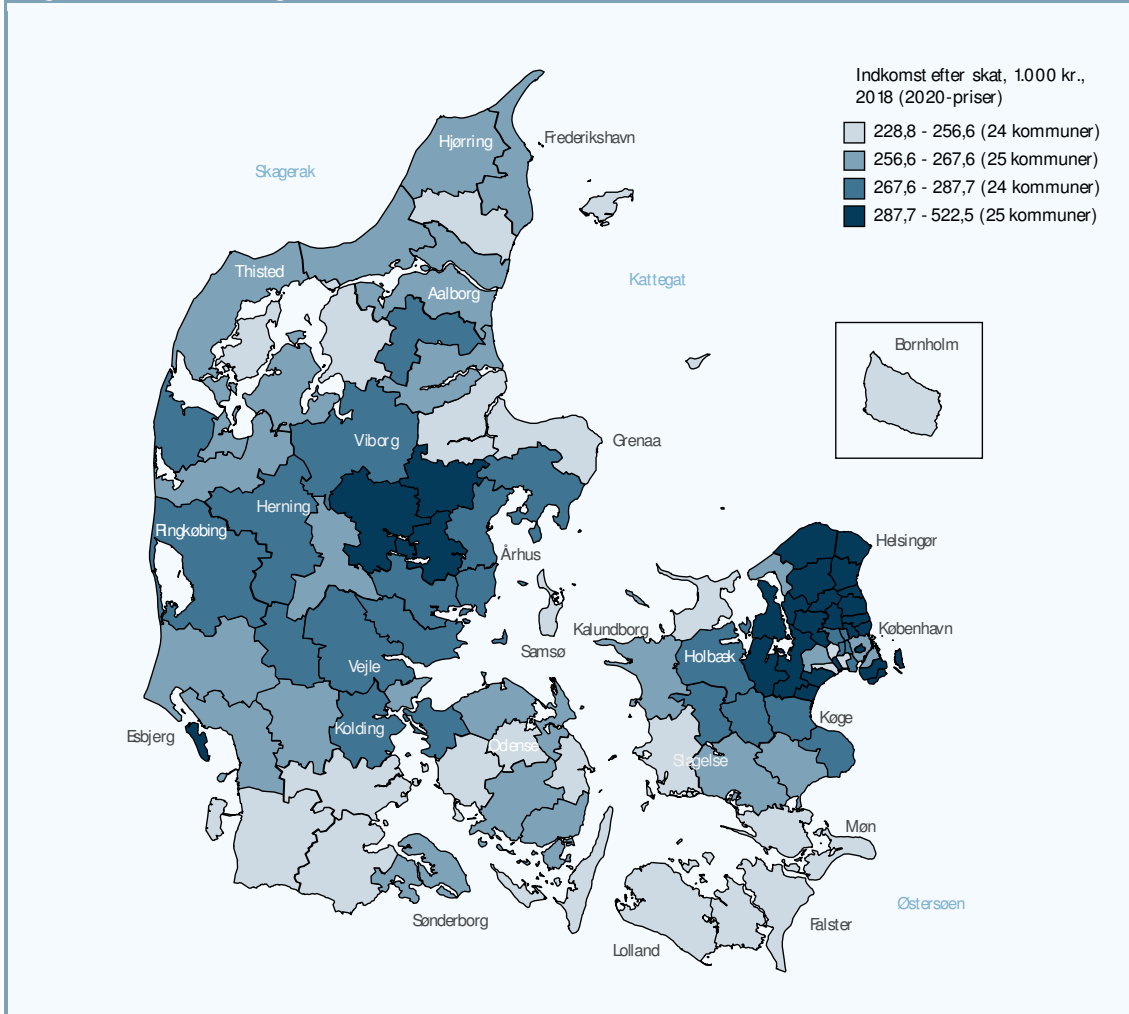 Indkomst efter skat, 1.000 kr.,
2018 (2020-priser)
228,8 - 256,6 (24 kommuner)
256,6 - 267,6 (25 kommuner)
267,6 - 287,7 (24 kommuner)
287,7 - 522,5 (25 kommuner)
Hjørring
Frederikshavn
Skagerak
Thisted
Kattegat
Aalborg
Bornholm
Viborg
Grenaa
Herning
Ringkøbing
Helsingør
Århus
Kalundborg
København
Samsø
Holbæk
Vejle
Køge
Kolding
Esbjerg
Odense
Slagelse
Møn
Østersøen
Sønderborg
Falster
Lolland